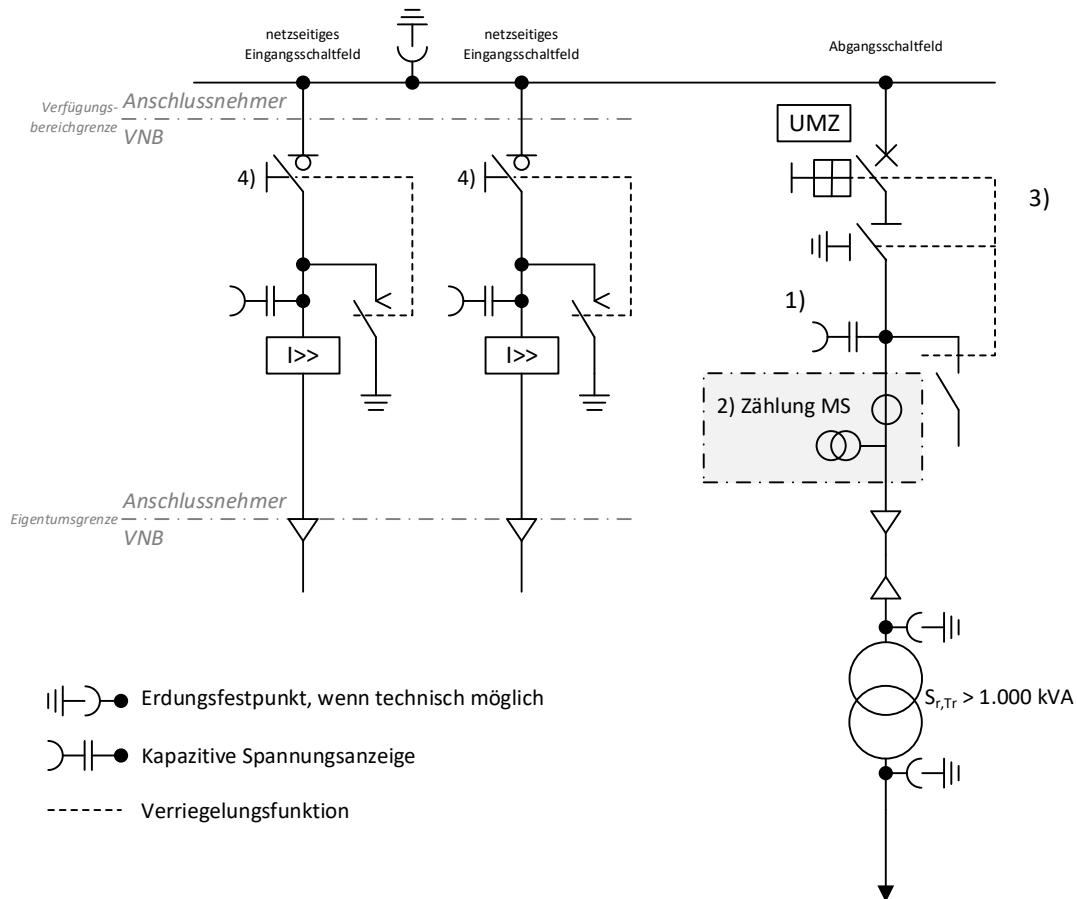 netzseitiges
Eingangsschaltfeld
netzseitiges
Eingangsschaltfeld
Abgangsschaltfeld
Verfügungs-
bereichgrenze
Anschlussnehmer
VNB
UMZ
4)
4)
3)
1)
I>>
I>>
2) Zählung MS
Eigentumsgrenze
Anschlussnehmer
VNB
Erdungsfestpunkt, wenn technisch möglich
Sr,Tr > 1.000 kVA
Kapazitive Spannungsanzeige
Verriegelungsfunktion